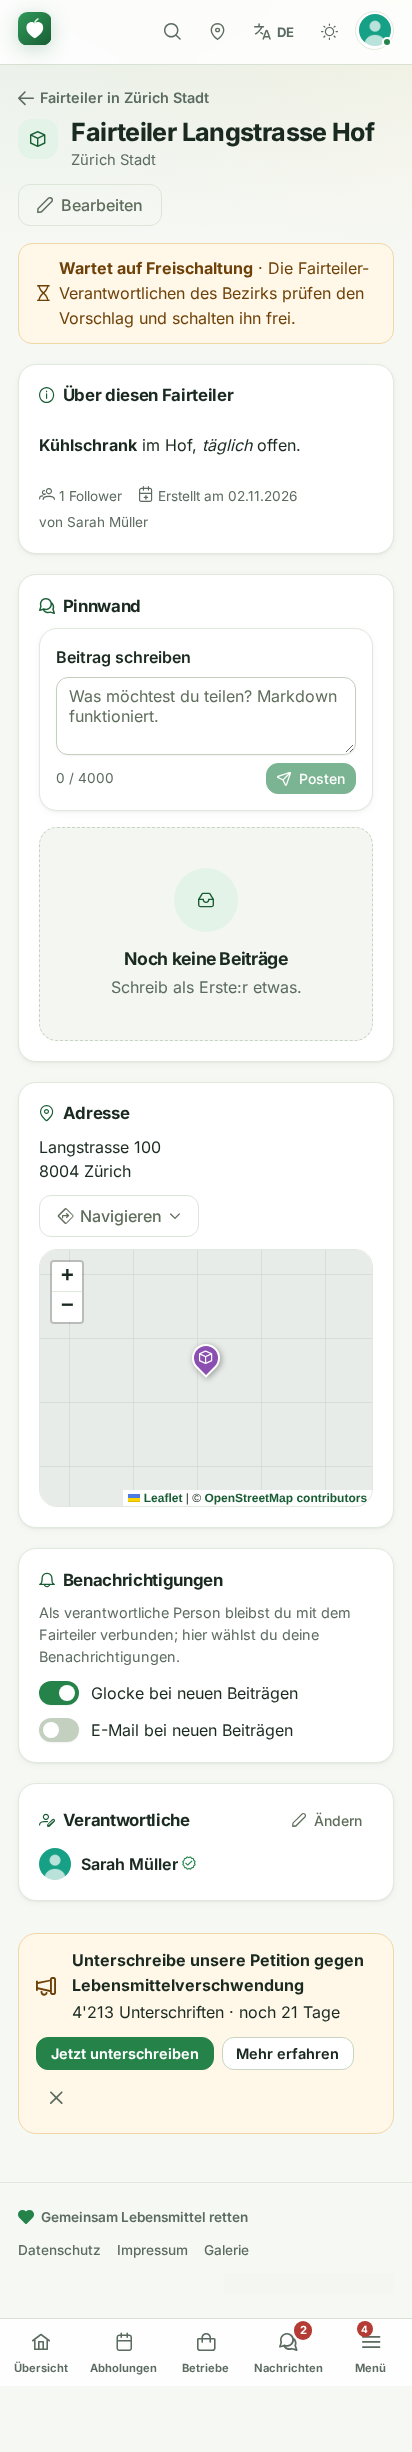 DE
Fairteiler in Zürich Stadt
Fairteiler Langstrasse Hof
Zürich Stadt
Bearbeiten
Wartet auf Freischaltung · Die Fairteiler-
Verantwortlichen des Bezirks prüfen den
Vorschlag und schalten ihn frei.
Über diesen Fairteiler
Kühlschrank im Hof, täglich offen.
1 Follower Erstellt am 02.11.2026
von Sarah Müller
Pinnwand
Beitrag schreiben
Was möchtest du teilen? Markdown
funktioniert.
0 / 4000
Posten
Noch keine Beiträge
Schreib als Erste:r etwas.
Adresse
Langstrasse 100
8004 Zürich
Navigieren
+
−
Leaflet | © OpenStreetMap contributors
Benachrichtigungen
Als verantwortliche Person bleibst du mit dem
Fairteiler verbunden; hier wählst du deine
Benachrichtigungen.
Glocke bei neuen Beiträgen
E-Mail bei neuen Beiträgen
Verantwortliche
Ändern
Sarah Müller
Unterschreibe unsere Petition gegen
Lebensmittelverschwendung
4'213 Unterschriften · noch 21 Tage
Jetzt unterschreiben
Mehr erfahren
Gemeinsam Lebensmittel retten
Datenschutz Impressum Galerie
2 4
Übersicht Abholungen Betriebe Nachrichten Menü